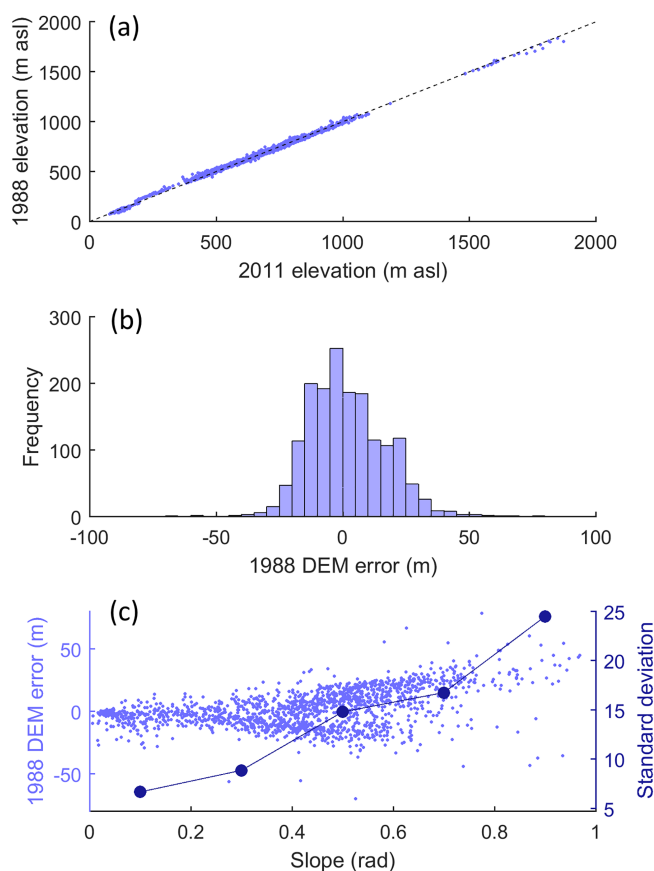 (a)
2000
1500
1000
500
0
1988 elevation (m asl)
0 500 1000 1500 2000
2011 elevation (m asl)
(b)
300
200
100
0
Frequency
-100 -50 0 50 100
1988 DEM error (m)
(c)
50
0
-50
1988 DEM error (m)
25
20
15
10
5
Standard deviation
0 0.2 0.4 0.6 0.8 1
Slope (rad)